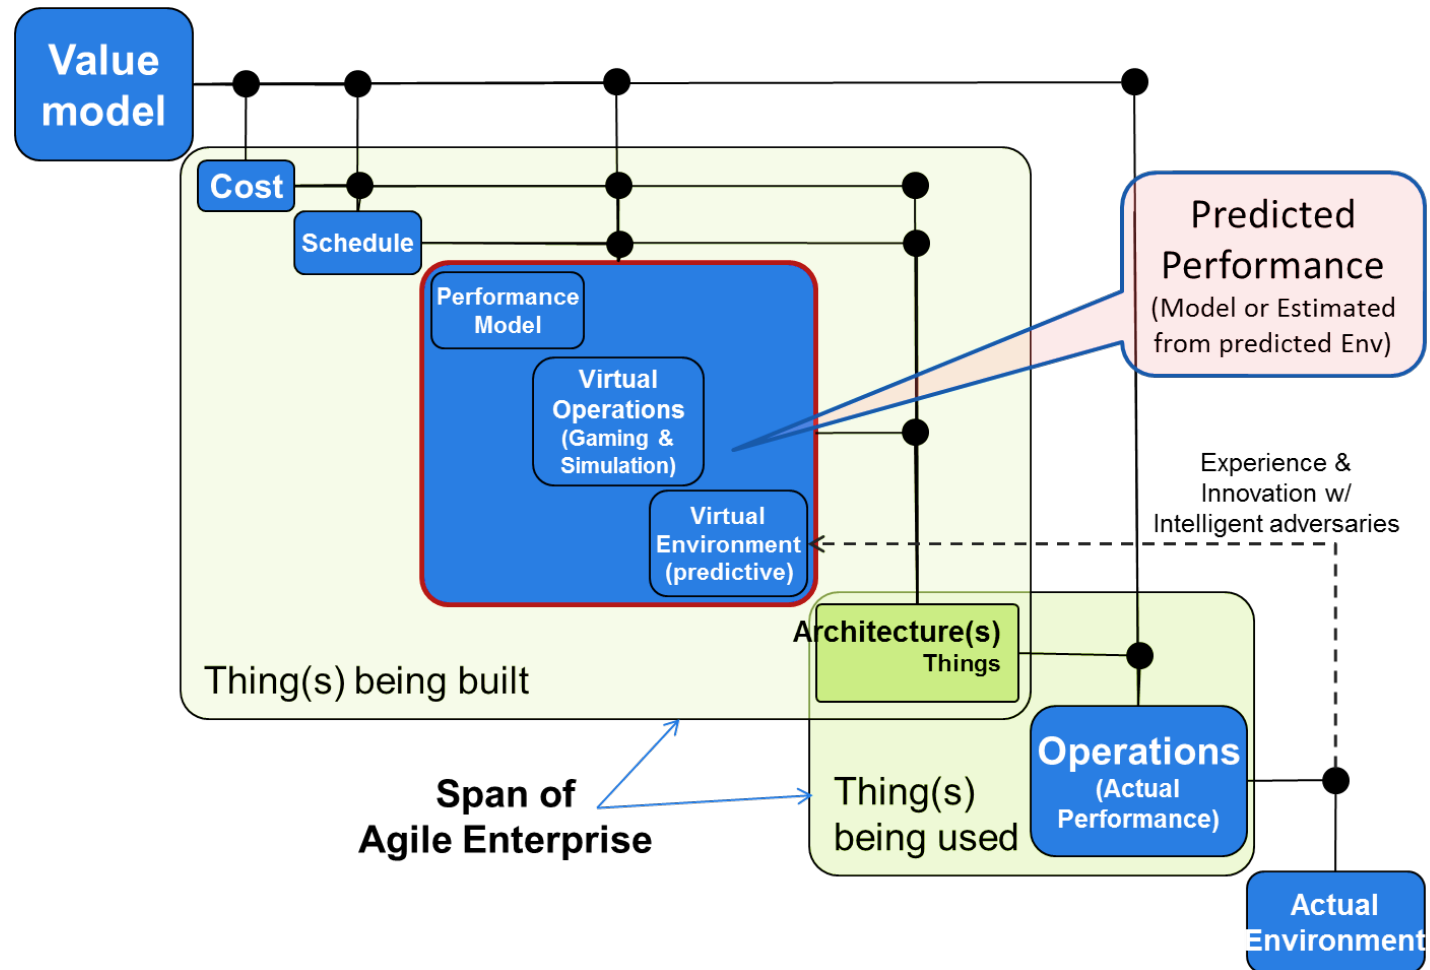 Value
model
Cost
Schedule
Performance
Model
Virtual
Operations
(Gaming &
Simulation)
Virtual
Environment
(predictive)
Predicted
Performance
(Model or Estimated
from predicted Env)
Experience &
Innovation w/
Intelligent adversaries
Architecture(s)
Things
Thing(s) being built
Span of
Agile Enterprise
Thing(s)
being used
Operations
(Actual
Performance)
Actual
Environment